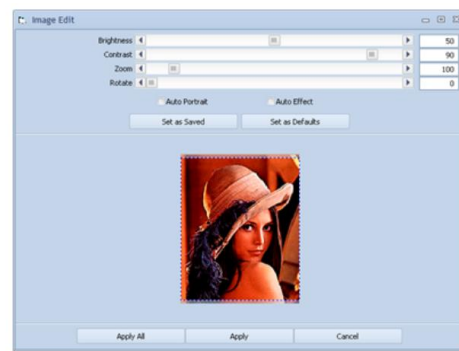 Image Edit
Brightness 50
Contrast 90
Zoom 100
Rotate 0
Auto Portrait Auto Effect
Set as Saved Set as Defaults
Apply All Apply Cancel